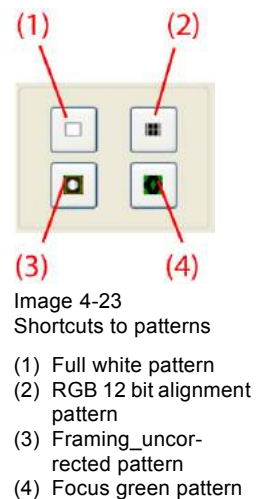 (1) (2)
(3) (4)
Image 4-23
Shortcuts to patterns
(1) Full white pattern
(2) RGB 12 bit alignment
pattern
(3) Framing_uncor-
rected pattern
(4) Focus green pattern